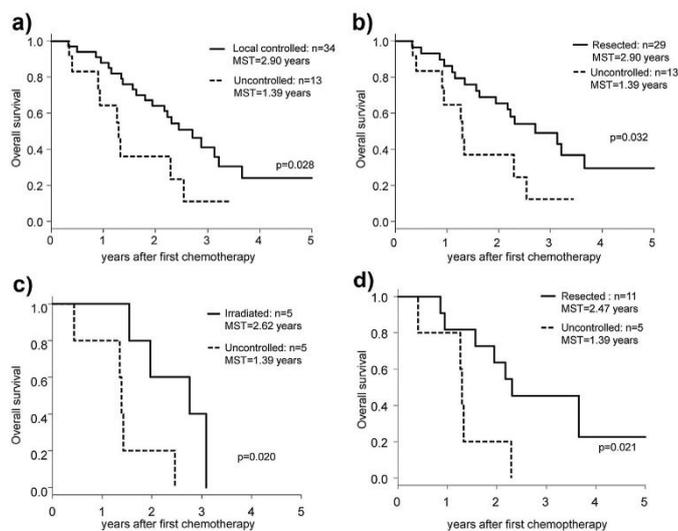 a)
Local controlled: n=34
MST=2.90 years
Uncontrolled: n=13
MST=1.39 years
p=0.028
Overall survival
1.0
0.8
0.6
0.4
0.2
0.0
0 1 2 3 4 5
years after first chemotherapy
b)
Resected: n=29
MST=2.90 years
Uncontrolled: n=13
MST=1.39 years
p=0.032
Overall survival
1.0
0.8
0.6
0.4
0.2
0.0
0 1 2 3 4 5
years after first chemotherapy
c)
Irradiated: n=5
MST=2.62 years
Uncontrolled: n=5
MST=1.39 years
p=0.020
Overall survival
1.0
0.8
0.6
0.4
0.2
0.0
0 1 2 3 4 5
years after first chemotherapy
d)
Resected : n=11
MST=2.47 years
Uncontrolled: n=5
MST=1.39 years
p=0.021
Overall survival
1.0
0.8
0.6
0.4
0.2
0.0
0 1 2 3 4 5
years after first chemoptherapy